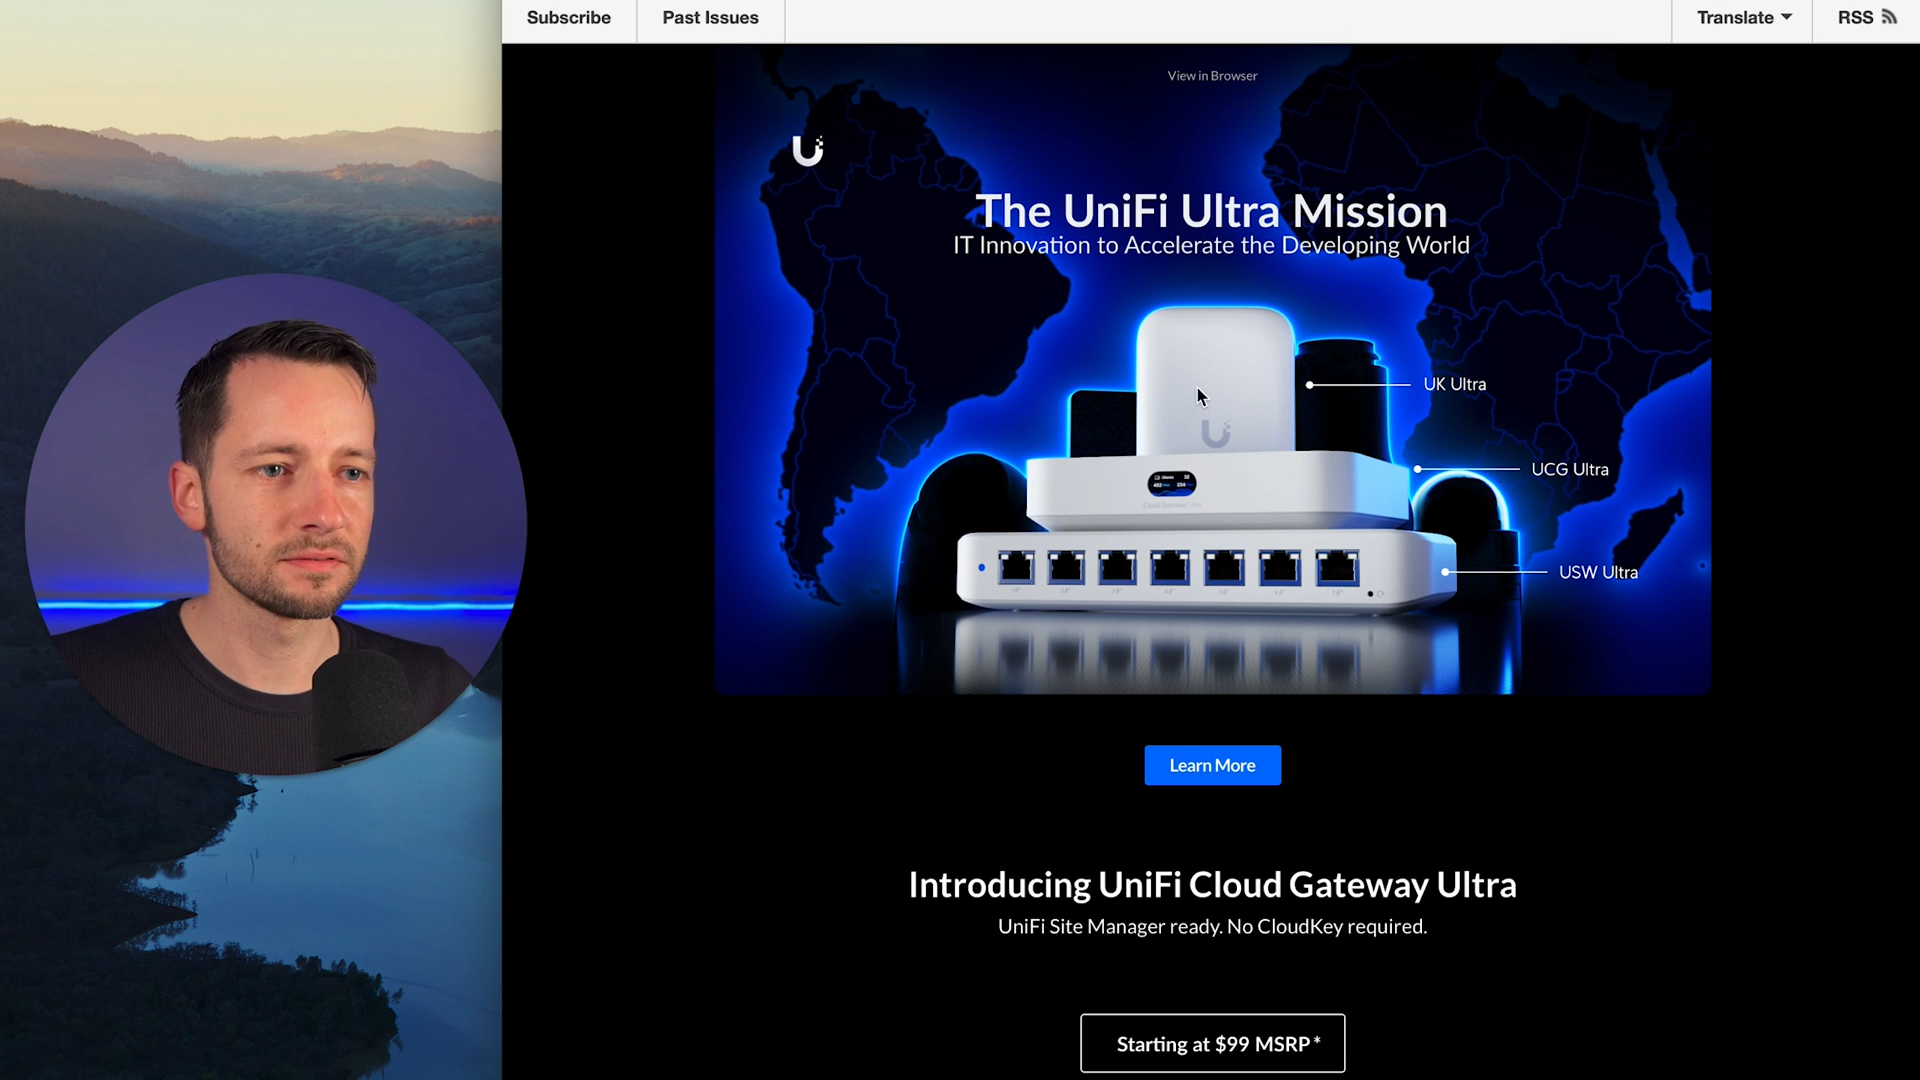 Subscribe
Past Issues
Translate
RSS
View in Browser
The UniFi Ultra Mission
IT Innovation to Accelerate the Developing World
UK Ultra
UCG Ultra
USW Ultra
Learn More
Introducing UniFi Cloud Gateway Ultra
UniFi Site Manager ready. No CloudKey required.
Starting at $99 MSRP*